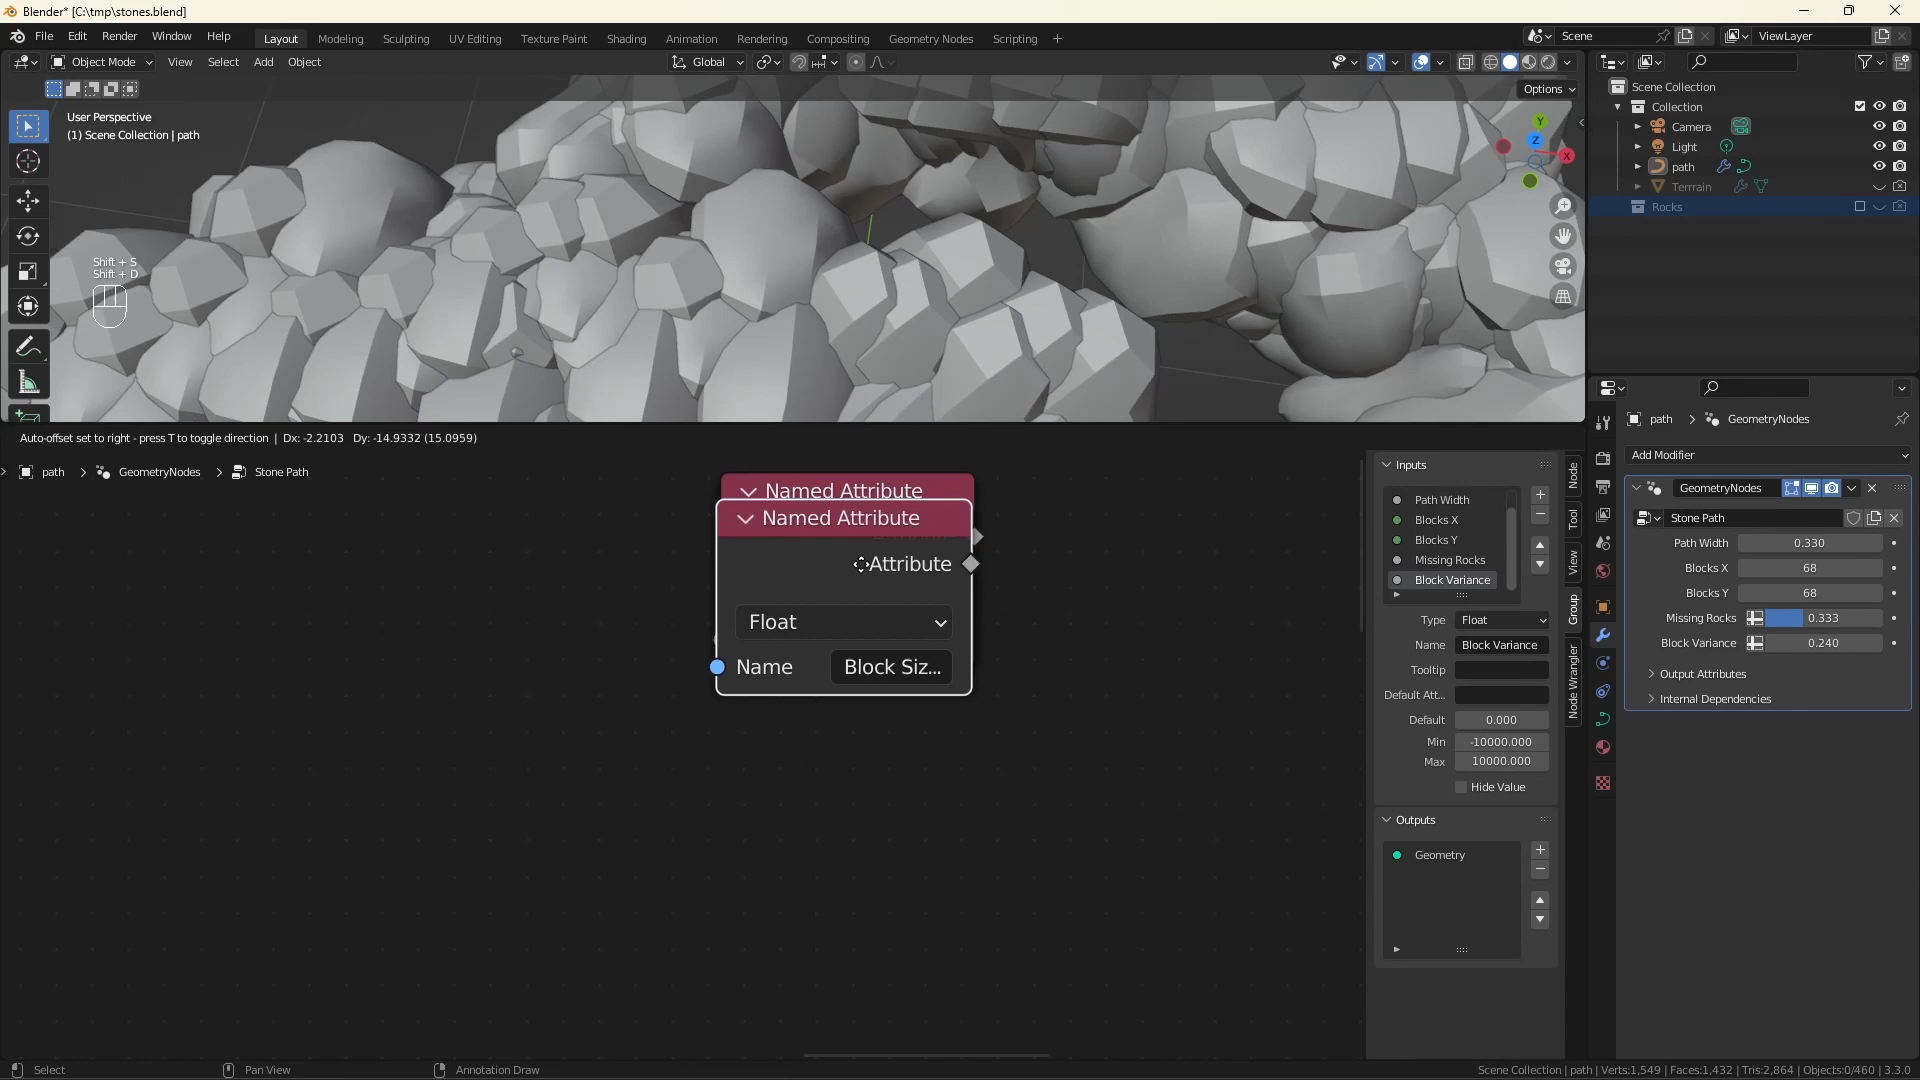 Blender* [C:\tmp\stones.blend]
File Edit Render Window Help
Layout Modeling Sculpting UV Editing Texture Paint Shading Animation Rendering Compositing Geometry Nodes Scripting +
Scene
ViewLayer
Object Mode View Select Add Object
Global
Options
User Perspective
(1) Scene Collection | path
Y
Z
X
Shift + S
Shift + D
Scene Collection
Collection
Camera
Light
path
Terrrain
Rocks
Auto-offset set to right - press T to toggle direction | Dx: -2.2103 Dy: -14.9332 (15.0959)
path GeometryNodes Stone Path
Named Attribute
Named Attribute
Attribute
Float
Name Block Siz...
Inputs
Path Width
Blocks X
Blocks Y
Missing Rocks
Block Variance
Type Float
Name Block Variance
Tooltip
Default Att...
Default 0.000
Min -10000.000
Max 10000.000
Hide Value
Outputs
Geometry
Node
Tool
View
Group
Node Wrangler
path GeometryNodes
Add Modifier
GeometryNodes
Stone Path
Path Width 0.330
Blocks X 68
Blocks Y 68
Missing Rocks 0.333
Block Variance 0.240
Output Attributes
Internal Dependencies
Select Pan View Annotation Draw
Scene Collection | path | Verts:1,549 | Faces:1,432 | Tris:2,864 | Objects:0/460 | 3.3.0